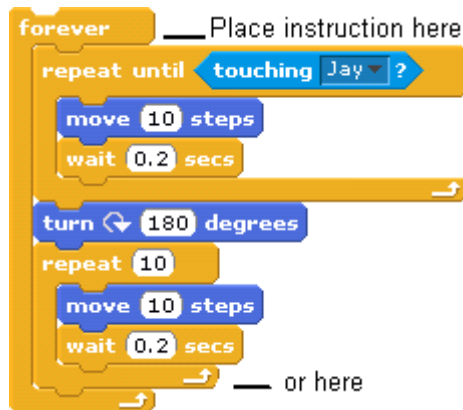 forever Place instruction here
repeat until touching Jay ?
move 10 steps
wait 0.2 secs
turn 180 degrees
repeat 10
move 10 steps
wait 0.2 secs
or here